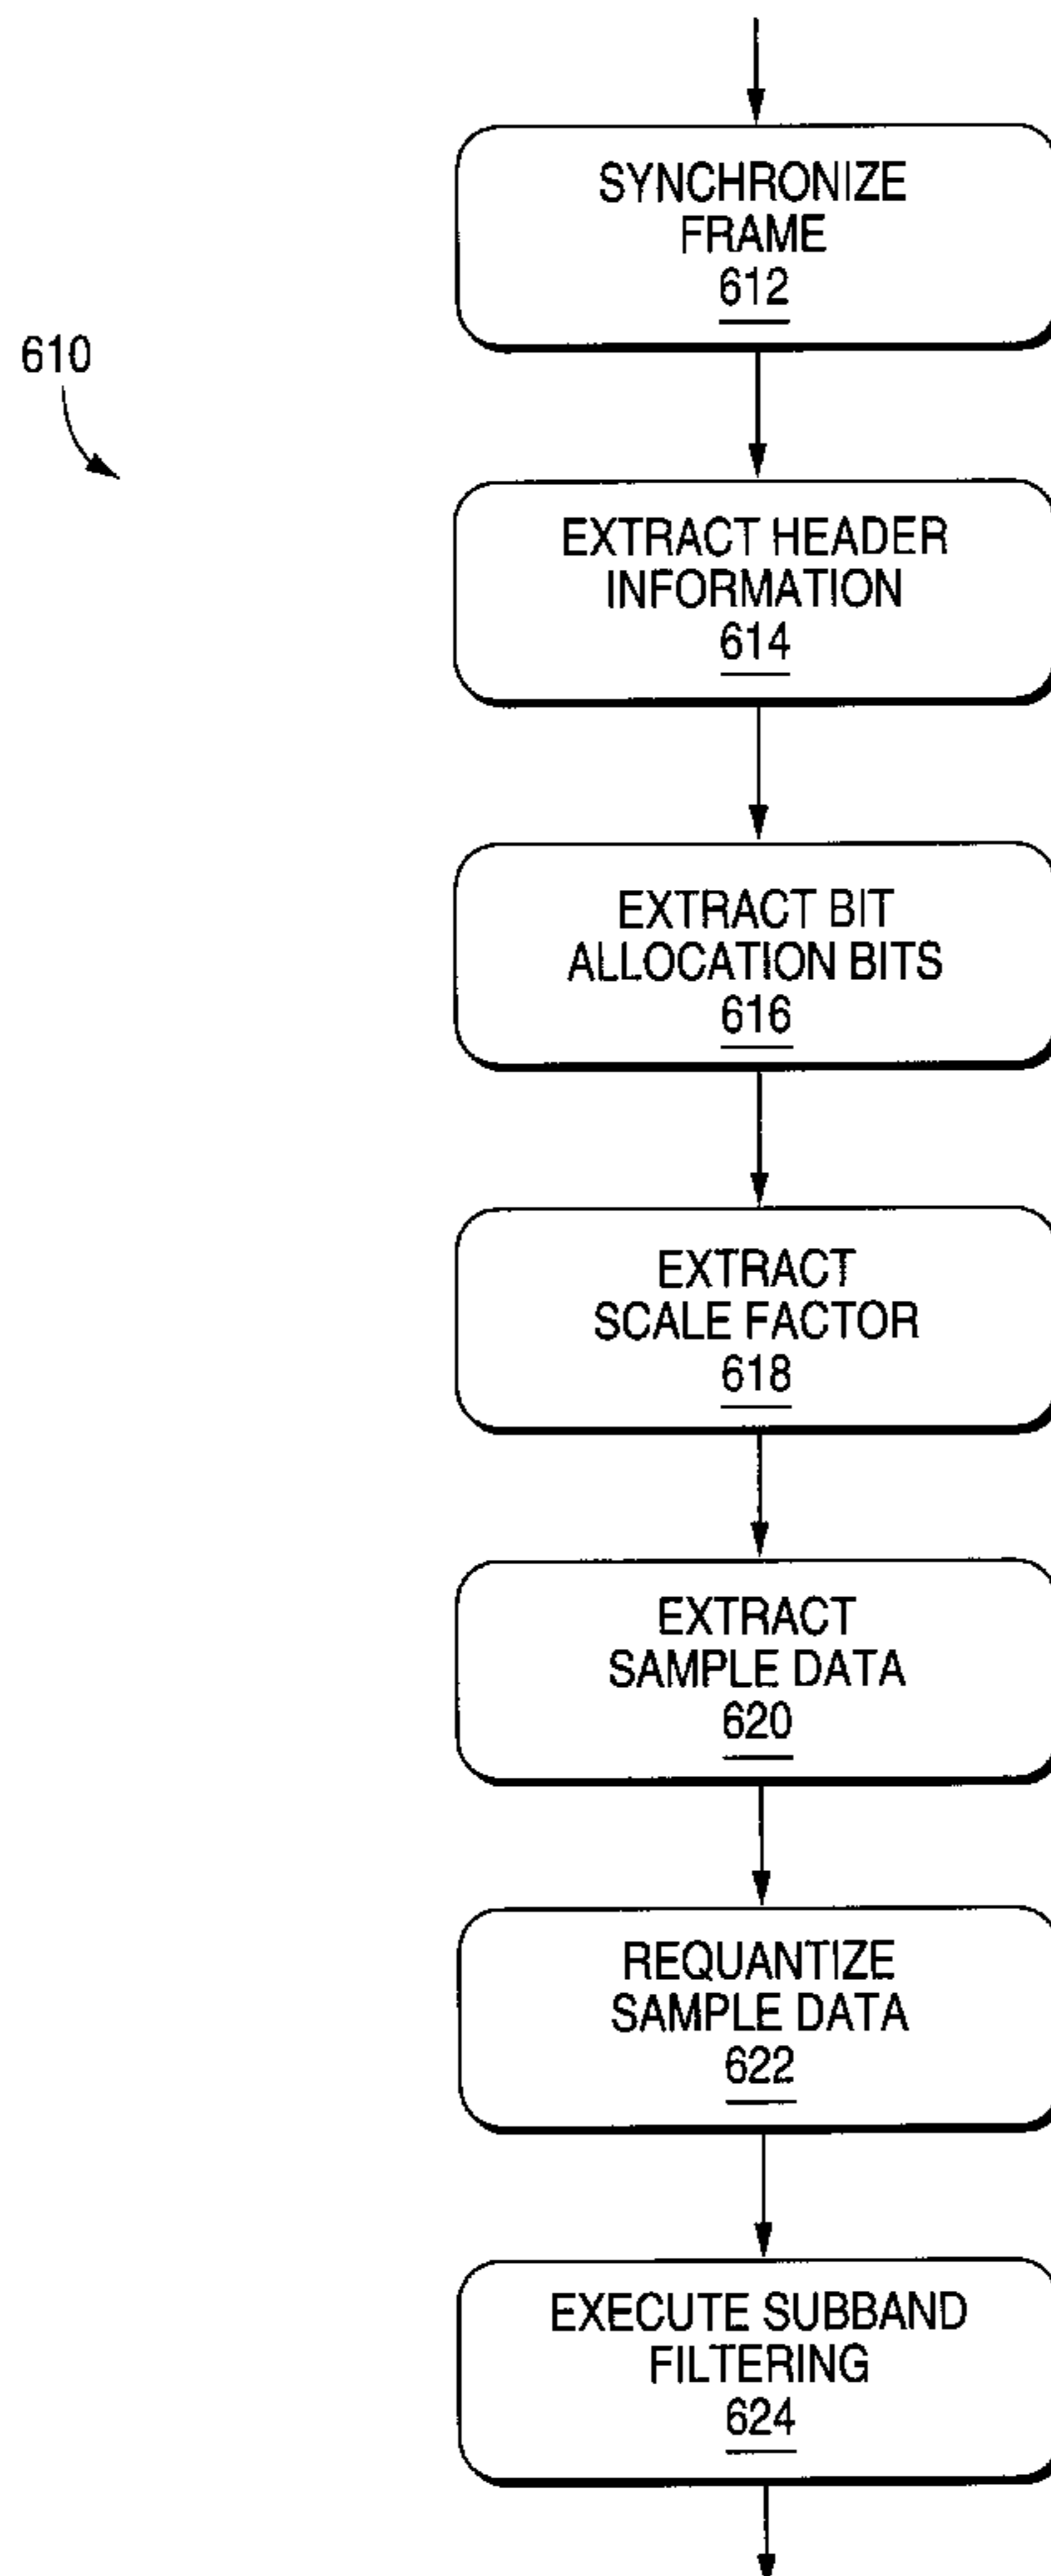 SYNCHRONIZE
FRAME
612
610
EXTRACT HEADER
INFORMATION
614
EXTRACT BIT
ALLOCATION BITS
616
EXTRACT
SCALE FACTOR
618
EXTRACT
SAMPLE DATA
620
REQUANTIZE
SAMPLE DATA
622
EXECUTE SUBBAND
FILTERING
624